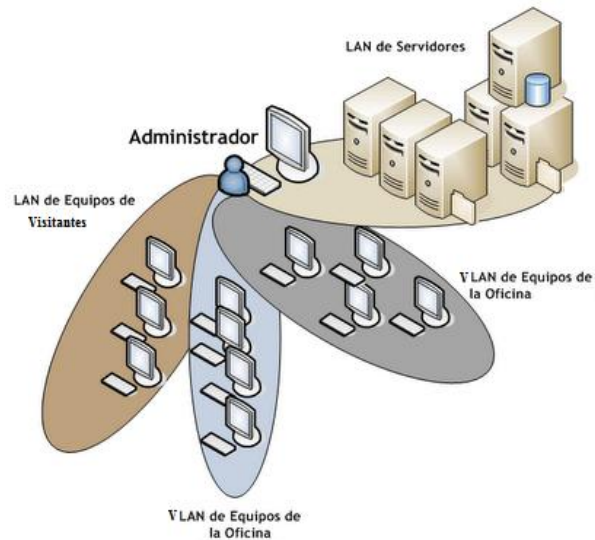 LAN de Servidores
Administrador
LAN de Equipos de
Visitantes
VLAN de Equipos de
la Oficina
VLAN de Equipos de
la Oficina